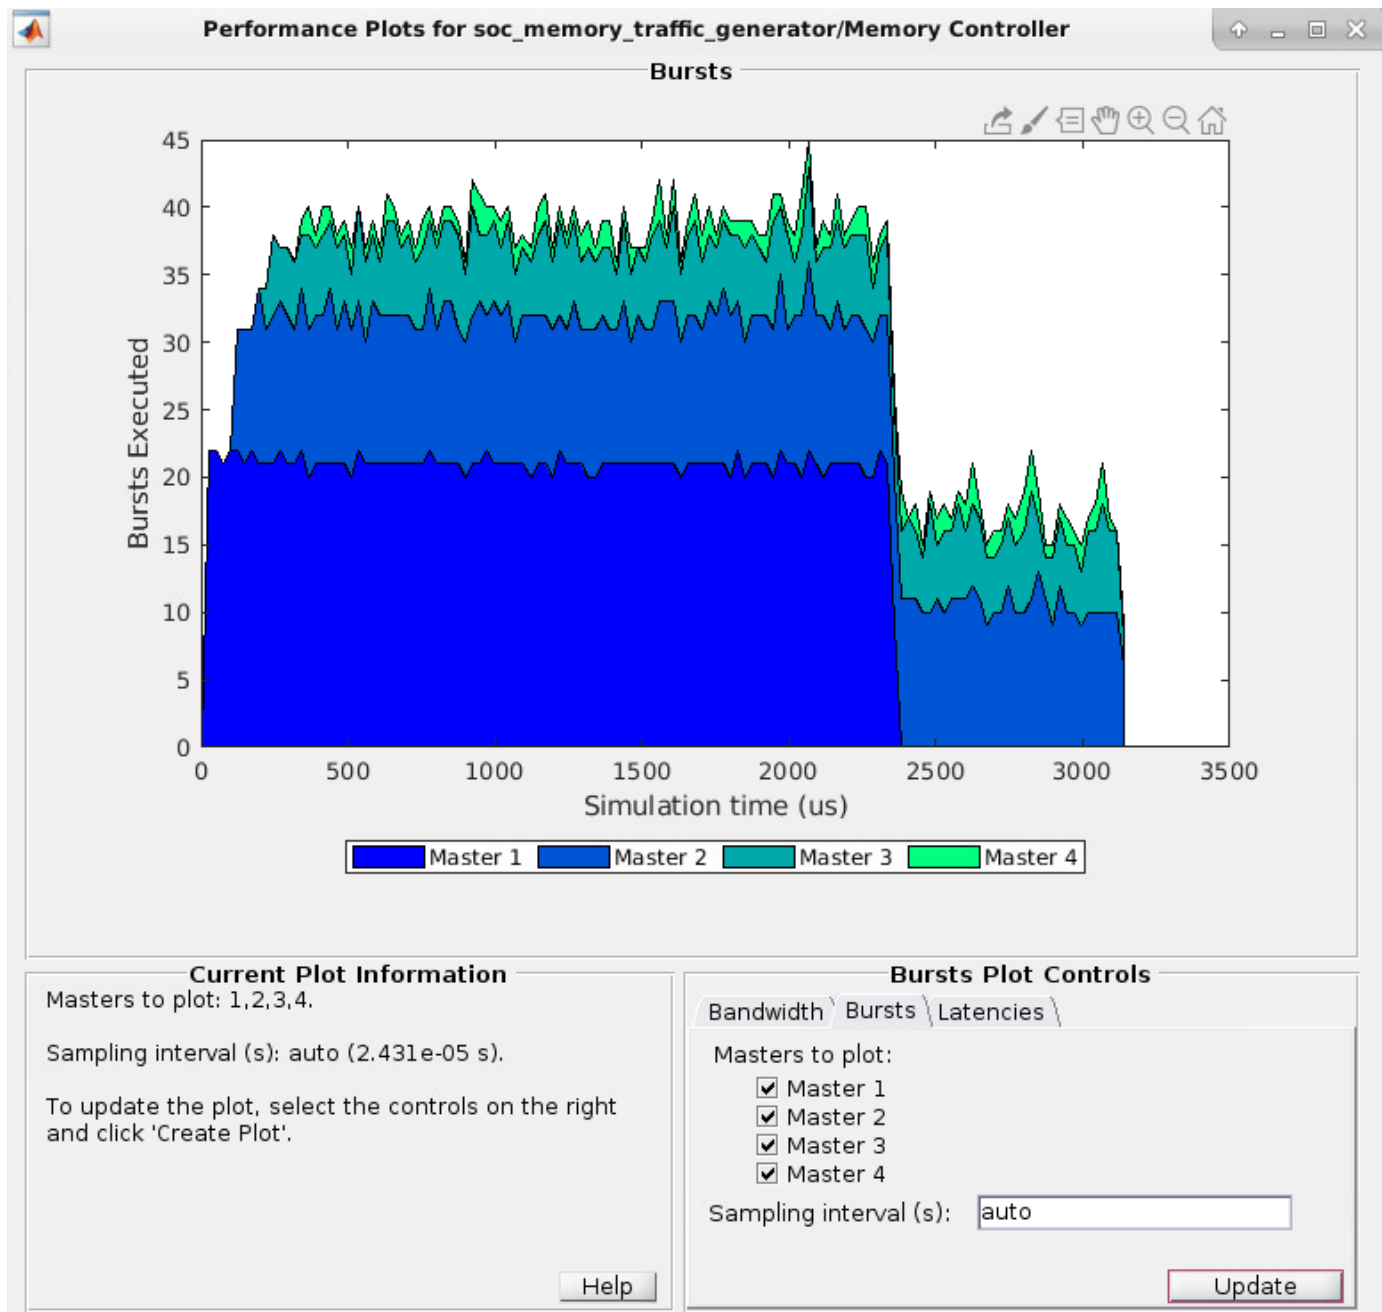 Performance Plots for soc_memory_traffic_generator/Memory Controller
Bursts
45
40
35
30
25
20
15
10
5
0
Bursts Executed
0 500 1000 1500 2000 2500 3000 3500
Simulation time (us)
Master 1 Master 2 Master 3 Master 4
Current Plot Information
Masters to plot: 1,2,3,4.
Sampling interval (s): auto (2.431e-05 s).
To update the plot, select the controls on the right
and click 'Create Plot'.
Help
Bursts Plot Controls
Bandwidth Bursts Latencies
Masters to plot:
Master 1
Master 2
Master 3
Master 4
Sampling interval (s): auto
Update